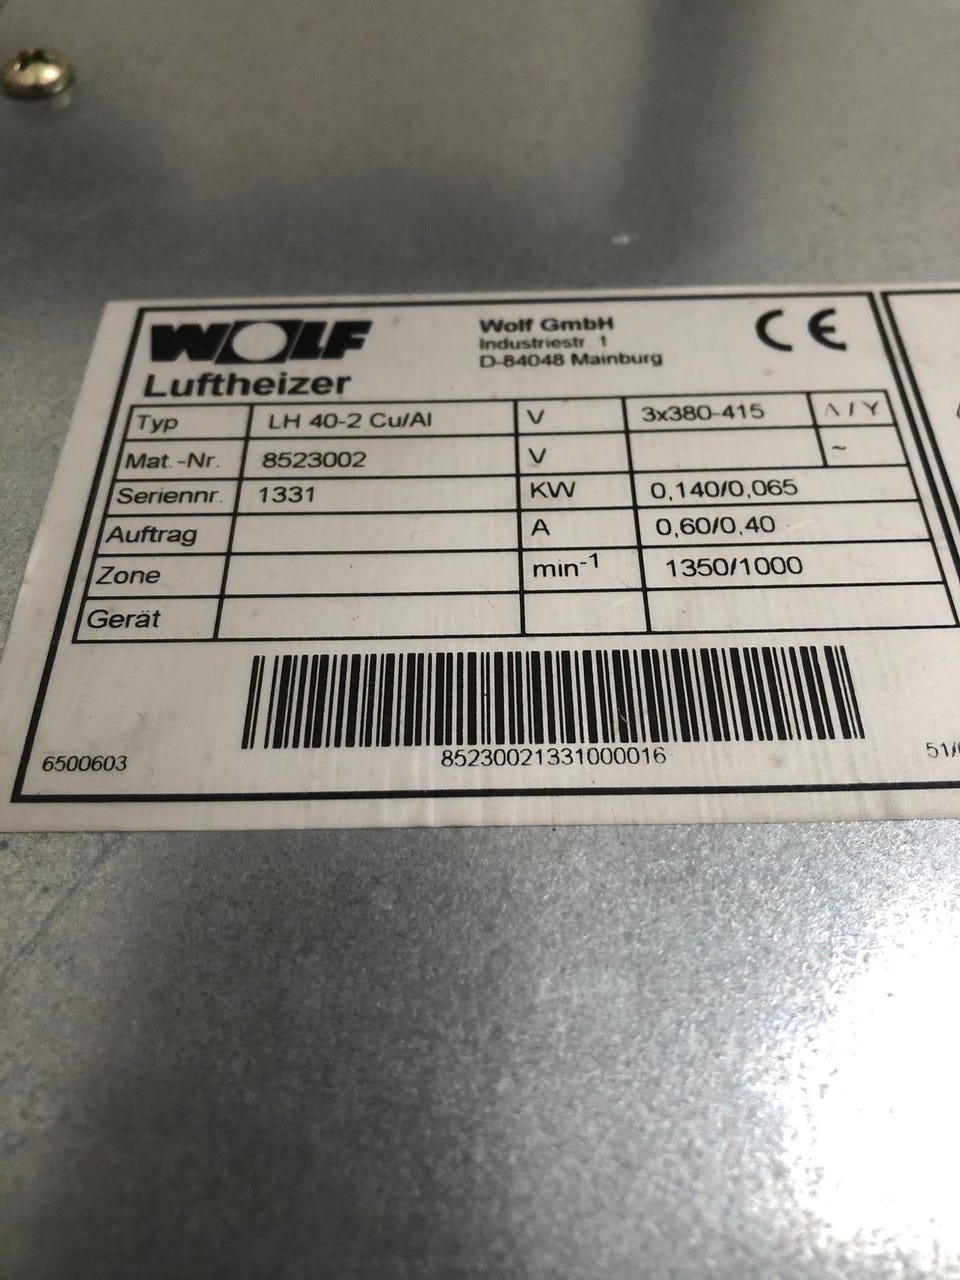 WOLF
Luftheizer
Wolf GmbH
Industriestr. 1
D-84048 Mainburg
CE
Typ LH 40-2 Cu/Al V 3x380-415 Δ / Y
Mat.-Nr. 8523002 V ~
Seriennr. 1331 KW 0,140/0,065
Auftrag A 0,60/0,40
Zone min-1 1350/1000
Gerät
85230021331000016
6500603